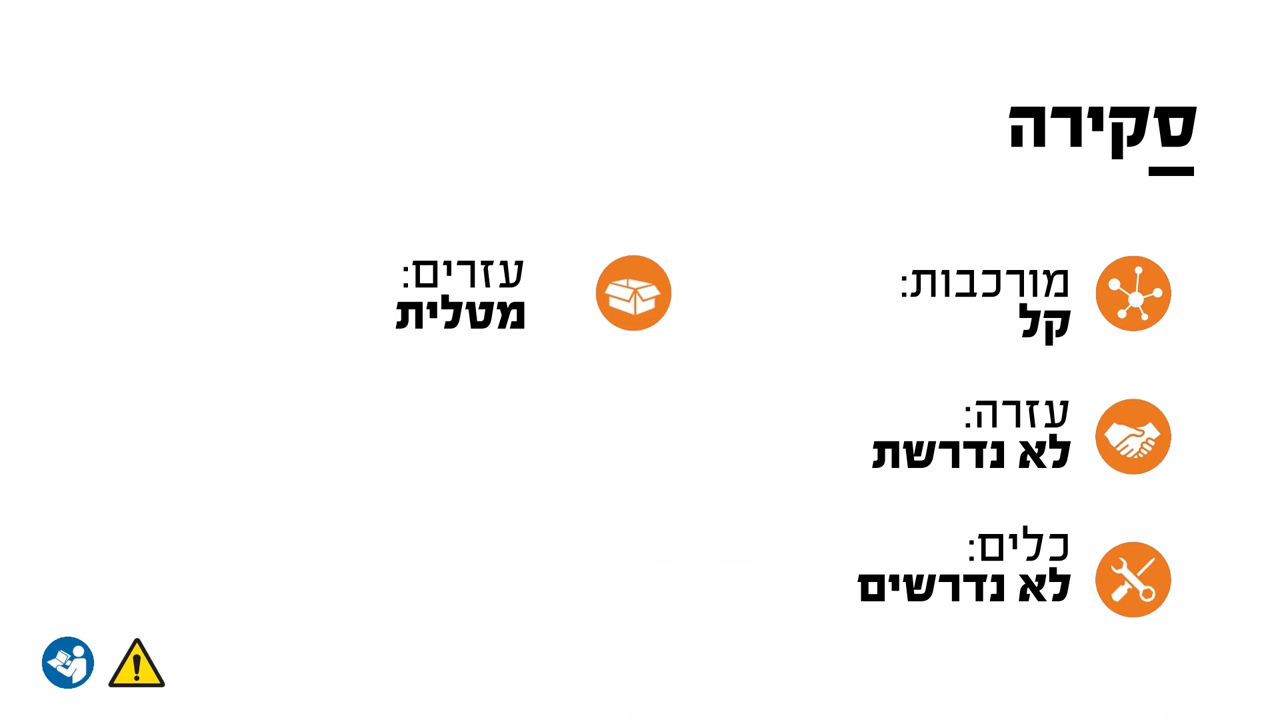 סקירה
מורכבות:
קל
עזרה:
לא נדרשת
כלים:
לא נדרשים
עזרים:
מטלית